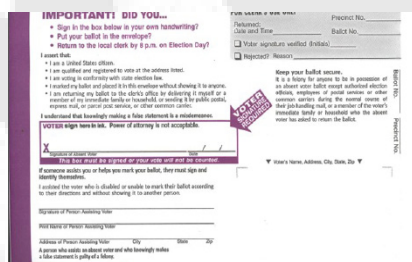 IMPORTANT! DID YOU...
• Sign in the box below in your own handwriting?
• Put your ballot in the envelope?
• Return to the local clerk by 8 p.m. on Election Day?
I assert that:
• I am a United States citizen.
• I am qualified and registered to vote at the address listed.
• I am voting in conformity with state election law.
• I marked my ballot and placed it in this envelope without showing it to anyone.
• I am returning my ballot to the clerk's office by delivering it myself or a
member of my immediate family or household, or sending it by public postal,
express mail, or parcel post service, or other common carrier.
I understand that knowingly making a false statement is a misdemeanor.
VOTER sign here in ink. Power of attorney is not acceptable.
X
Signature of Absent Voter Date
This box must be signed or your vote will not be counted.
VOTER
SIGNATURE
REQUIRED
If someone assists you or helps you mark your ballot, they must sign and
identify themselves.
I assisted the voter who is disabled or unable to mark their ballot according
to their directions and without showing it to another person.
Signature of Person Assisting Voter
Print Name of Person Assisting Voter
Address of Person Assisting Voter City State Zip
A person who assists an absent voter and who knowingly makes
a false statement is guilty of a felony.
FOR CLERK'S USE ONLY
Precinct No.
Returned:
Date and Time
Ballot No.
Voter signature verified (Initials)
Rejected? Reason
Keep your ballot secure.
It is a felony for anyone to be in possession of
an absent voter ballot except authorized election
officials, employees of postal services or other
common carriers during the normal course of
their job-handling mail, or a member of the voter's
immediate family or household who the absent
voter has asked to return the ballot.
Ballot No.
Precinct No.
▼ Voter's Name, Address, City, State, Zip ▼